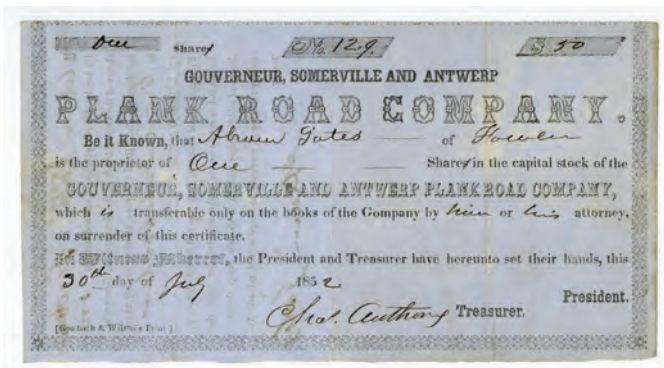 One Share No. 129. $ 50
GOUVERNEUR, SOMERVILLE AND ANTWERP
PLANK ROAD COMPANY.
Be it Known, that Abram Yates of Fowler
is the proprietor of One Share in the capital stock of the
GOUVERNEUR, SOMERVILLE AND ANTWERP PLANK ROAD COMPANY,
which is transferable only on the books of the Company by him or his attorney,
on surrender of this certificate.
In Witness Whereof, the President and Treasurer have hereunto set their hands, this
30th day of July 1852
President.
Chas. Anthony Treasurer.